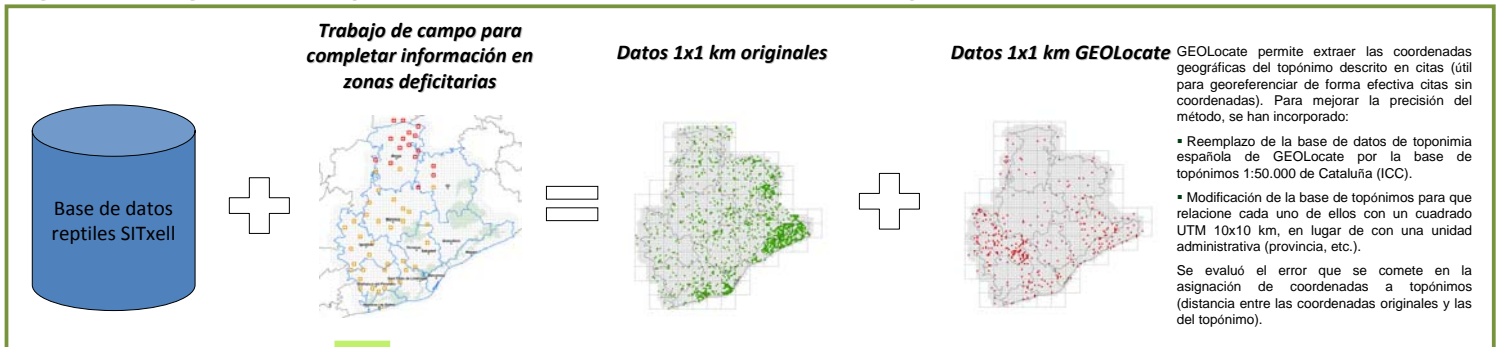 Trabajo de campo para
completar información en
zonas deficitarias
Datos 1x1 km originales
Datos 1x1 km GEOLocate
Base de datos
reptiles SITxell
GEOLocate permite extraer las coordenadas
geográficas del topónimo descrito en citas (útil
para georeferenciar de forma efectiva citas sin
coordenadas). Para mejorar la precisión del
método, se han incorporado:
▪ Reemplazo de la base de datos de toponimia
española de GEOLocate por la base de
topónimos 1:50.000 de Cataluña (ICC).
▪ Modificación de la base de topónimos para que
relacione cada uno de ellos con un cuadrado
UTM 10x10 km, en lugar de con una unidad
administrativa (provincia, etc.).
Se evaluó el error que se comete en la
asignación de coordenadas a topónimos
(distancia entre las coordenadas originales y las
del topónimo).